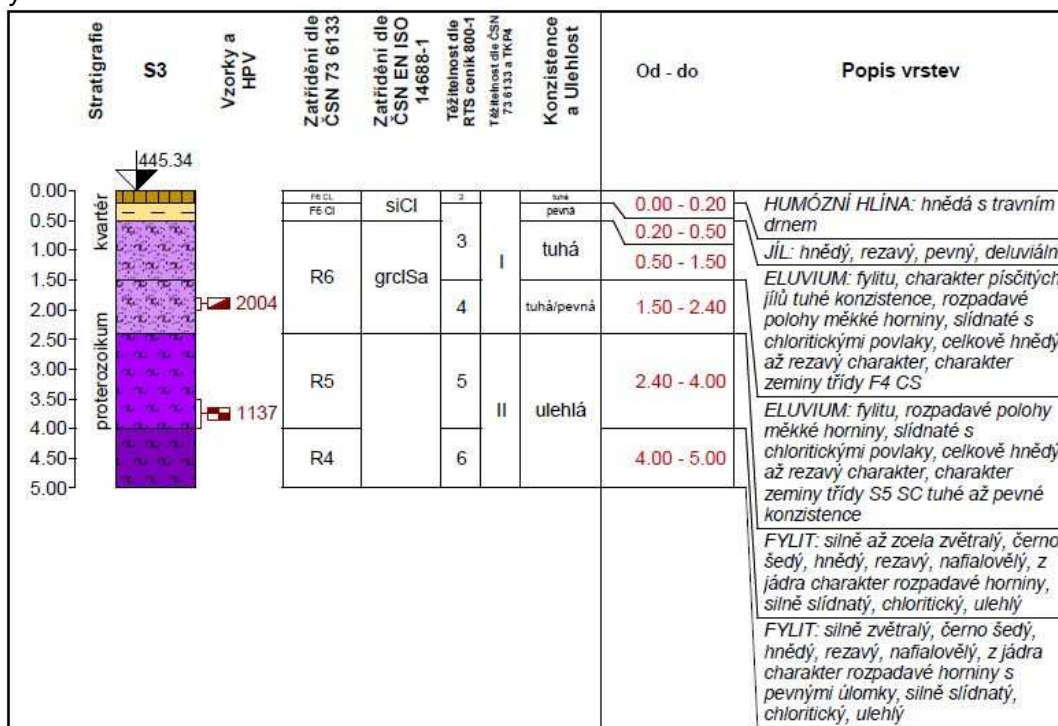 Stratigrafie
S3
Vzorky a
HPV
Zatřídění dle
ČSN 73 6133
Zatřídění dle
ČSN EN ISO
14688-1
Těžitelnost dle
RTS ceník 800-1
Těžitelnost dle ČSN
73 6133 a TKP4
Konzistence
a Ulehlost
Od - do
Popis vrstev
445.34
0.00
0.50
1.00
1.50
2.00
2.50
3.00
3.50
4.00
4.50
5.00
kvartér
proterozoikum
2004
1137
F6 CL
F6 CI
R6
R5
R4
siCl
grclSa
2
3
4
5
6
I
II
tuhá
pevná
tuhá
tuhá/pevná
ulehlá
0.00 - 0.20
0.20 - 0.50
0.50 - 1.50
1.50 - 2.40
2.40 - 4.00
4.00 - 5.00
HUMÓZNÍ HLÍNA: hnědá s travním
drnem
JÍL: hnědý, rezavý, pevný, deluviáln
ELUVIUM: fylitu, charakter písčitých
jílů tuhé konzistence, rozpadavé
polohy měkké horniny, slídnaté s
chloritickými povlaky, celkově hnědý
až rezavý charakter, charakter
zeminy třídy F4 CS
ELUVIUM: fylitu, rozpadavé polohy
měkké horniny, slídnaté s
chloritickými povlaky, celkově hnědý
až rezavý charakter, charakter
zeminy třídy S5 SC tuhé až pevné
konzistence
FYLIT: silně až zcela zvětralý, černo
šedý, hnědý, rezavý, nafialovělý, z
jádra charakter rozpadavé horniny,
silně slídnatý, chloritický, ulehlý
FYLIT: silně zvětralý, černo šedý,
hnědý, rezavý, nafialovělý, z jádra
charakter rozpadavé horniny s
pevnými úlomky, silně slídnatý,
chloritický, ulehlý